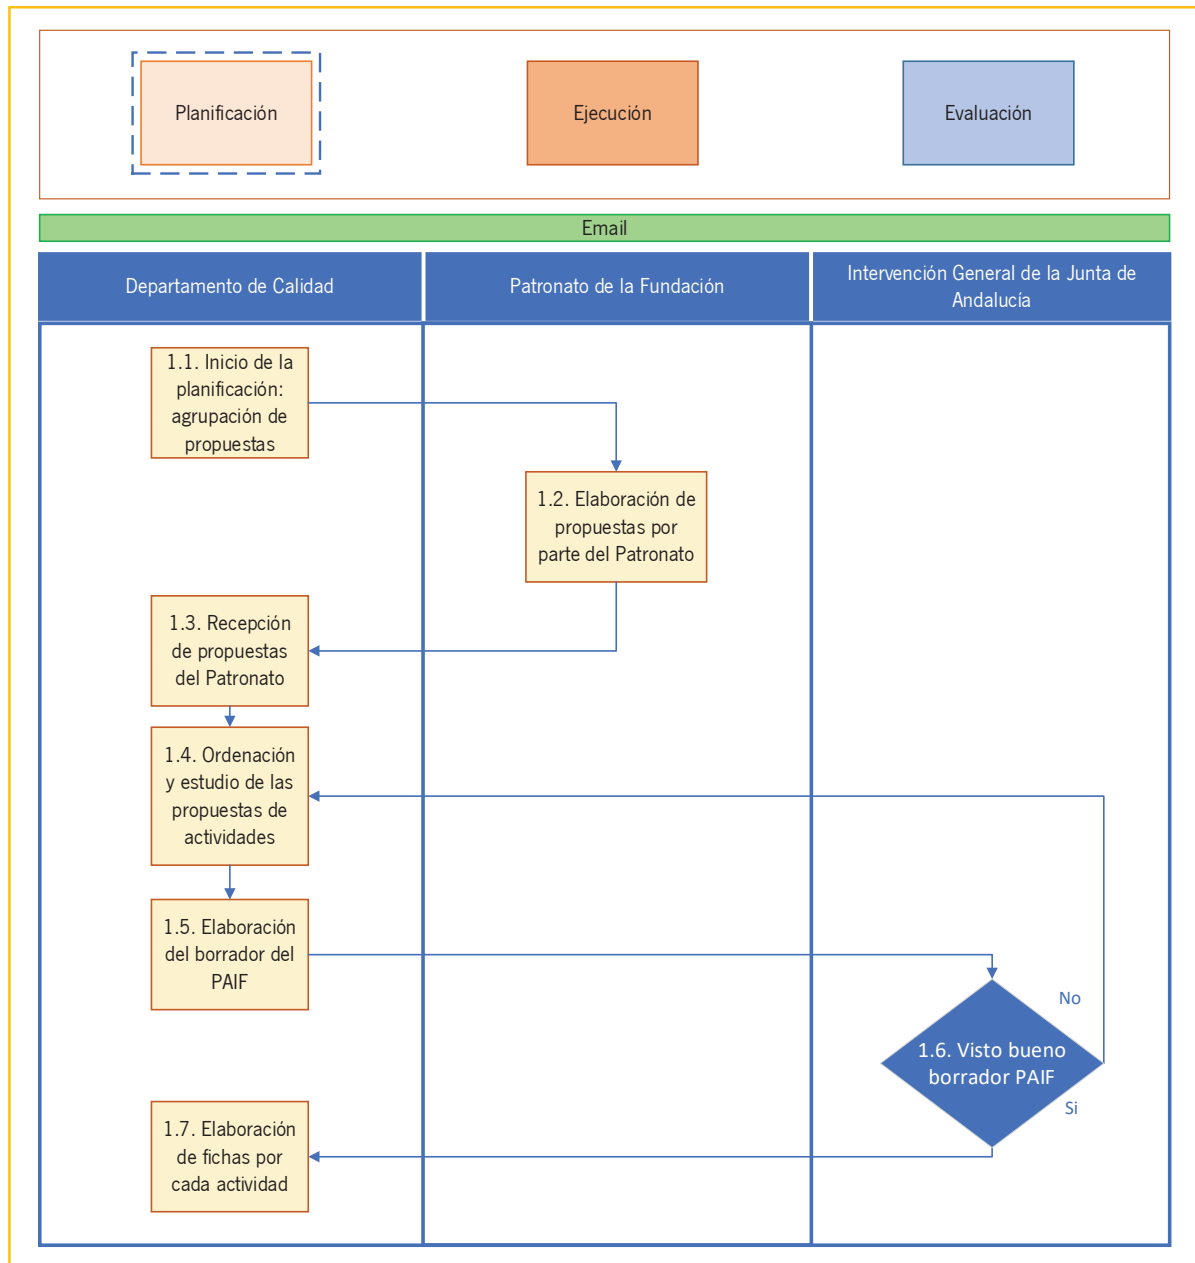 Planificación
Ejecución
Evaluación
Email
Departamento de Calidad
Patronato de la Fundación
Intervención General de la Junta de
Andalucía
1.1. Inicio de la
planificación:
agrupación de
propuestas
1.2. Elaboración de
propuestas por
parte del Patronato
1.3. Recepción
de propuestas
del Patronato
1.4. Ordenación
y estudio de las
propuestas de
actividades
1.5. Elaboración
del borrador del
PAIF
No
1.6. Visto bueno
borrador PAIF
Si
1.7. Elaboración
de fichas por
cada actividad